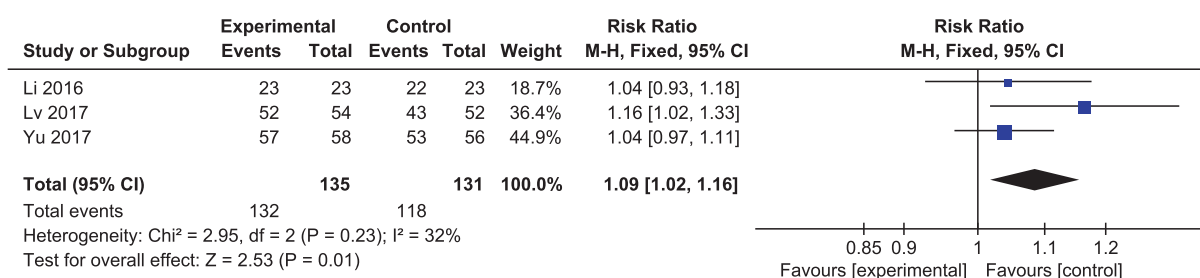 Experimental Control Risk Ratio Risk Ratio
Study or Subgroup Events Total Events Total Weight M-H, Fixed, 95% CI M-H, Fixed, 95% CI
Li 2016 23 23 22 23 18.7% 1.04 [0.93, 1.18]
Lv 2017 52 54 43 52 36.4% 1.16 [1.02, 1.33]
Yu 2017 57 58 53 56 44.9% 1.04 [0.97, 1.11]
Total (95% CI) 135 131 100.0% 1.09 [1.02, 1.16]
Total events 132 118
Heterogeneity: Chi² = 2.95, df = 2 (P = 0.23); I² = 32%
Test for overall effect: Z = 2.53 (P = 0.01)
0.85 0.9 1 1.1 1.2
Favours [experimental] Favours [control]